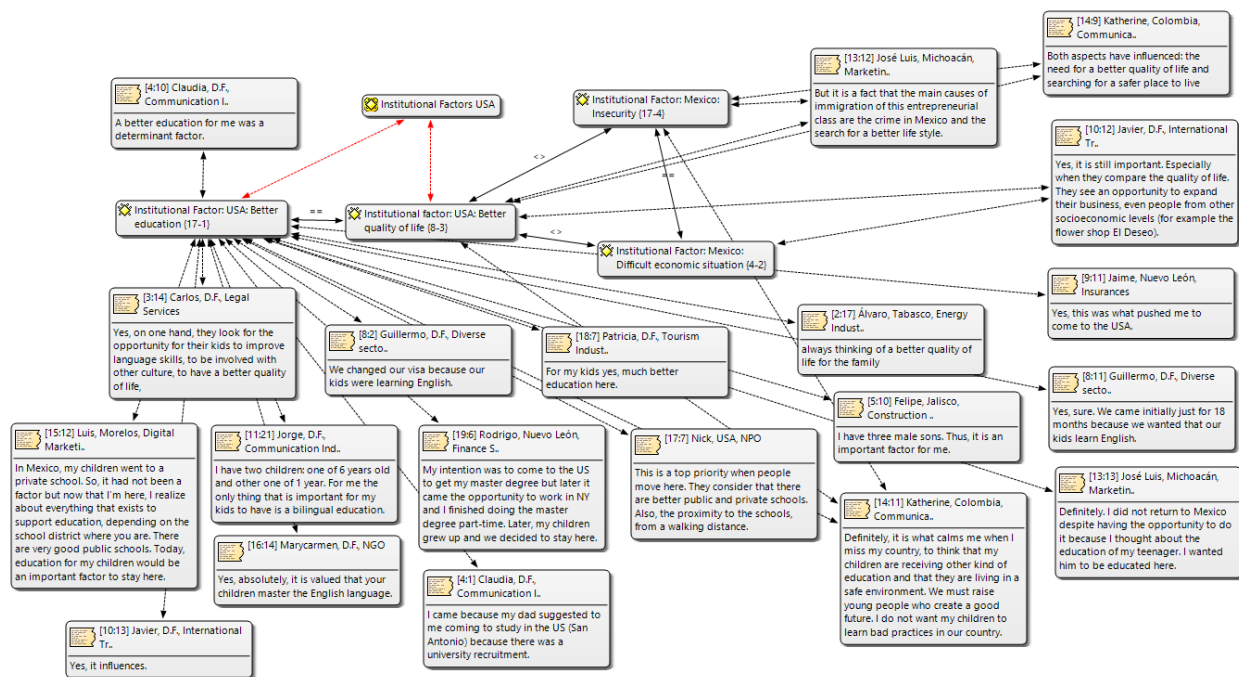 [14:9] Katherine, Colombia,
Communica..
Both aspects have influenced: the
need for a better quality of life and
searching for a safer place to live
[13:12] José Luis, Michoacán,
Marketin..
But it is a fact that the main causes of
immigration of this entrepreneurial
class are the crime in Mexico and the
search for a better life style.
[4:10] Claudia, D.F.,
Communication I..
A better education for me was a
determinant factor.
Institutional Factors USA
Institutional Factor: Mexico:
Insecurity {17-4}
[10:12] Javier, D.F., International
Tr..
Yes, it is still important. Especially
when they compare the quality of life.
They see an opportunity to expand
their business, even people from other
socioeconomic levels (for example the
flower shop El Deseo).
<>
==
Institutional Factor: USA: Better
education {17-1}
==
Institutional factor: USA: Better
quality of life {8-3}
<>
Institutional Factor: Mexico:
Difficult economic situation {4-2}
[9:11] Jaime, Nuevo León,
Insurances
Yes, this was what pushed me to
come to the USA.
[3:14] Carlos, D.F., Legal
Services
Yes, on one hand, they look for the
opportunity for their kids to improve
language skills, to be involved with
other culture, to have a better quality
of life,
[8:2] Guillermo, D.F., Diverse
secto..
We changed our visa because our
kids were learning English.
[18:7] Patricia, D.F., Tourism
Indust..
For my kids yes, much better
education here.
[2:17] Álvaro, Tabasco, Energy
Indust..
always thinking of a better quality of
life for the family
[8:11] Guillermo, D.F., Diverse
secto..
Yes, sure. We came initially just for 18
months because we wanted that our
kids learn English.
[5:10] Felipe, Jalisco,
Construction ..
I have three male sons. Thus, it is an
important factor for me.
[15:12] Luis, Morelos, Digital
Marketi..
In Mexico, my children went to a
private school. So, it had not been a
factor but now that I'm here, I realize
about everything that exists to
support education, depending on the
school district where you are. There
are very good public schools. Today,
education for my children would be
an important factor to stay here.
[11:21] Jorge, D.F.,
Communication Ind..
I have two children: one of 6 years old
and other one of 1 year. For me the
only thing that is important for my
kids to have is a bilingual education.
[19:6] Rodrigo, Nuevo León,
Finance S..
My intention was to come to the US
to get my master degree but later it
came the opportunity to work in NY
and I finished doing the master
degree part-time. Later, my children
grew up and we decided to stay here.
[17:7] Nick, USA, NPO
This is a top priority when people
move here. They consider that there
are better public and private schools.
Also, the proximity to the schools,
from a walking distance.
[13:13] José Luis, Michoacán,
Marketin..
Definitely. I did not return to Mexico
despite having the opportunity to do
it because I thought about the
education of my teenager. I wanted
him to be educated here.
[14:11] Katherine, Colombia,
Communica..
Definitely, it is what calms me when I
miss my country, to think that my
children are receiving other kind of
education and that they are living in a
safe environment. We must raise
young people who create a good
future. I do not want my children to
learn bad practices in our country.
[16:14] Marycarmen, D.F., NGO
Yes, absolutely, it is valued that your
children master the English language.
[4:1] Claudia, D.F.,
Communication I..
I came because my dad suggested to
me coming to study in the US (San
Antonio) because there was a
university recruitment.
[10:13] Javier, D.F., International
Tr..
Yes, it influences.